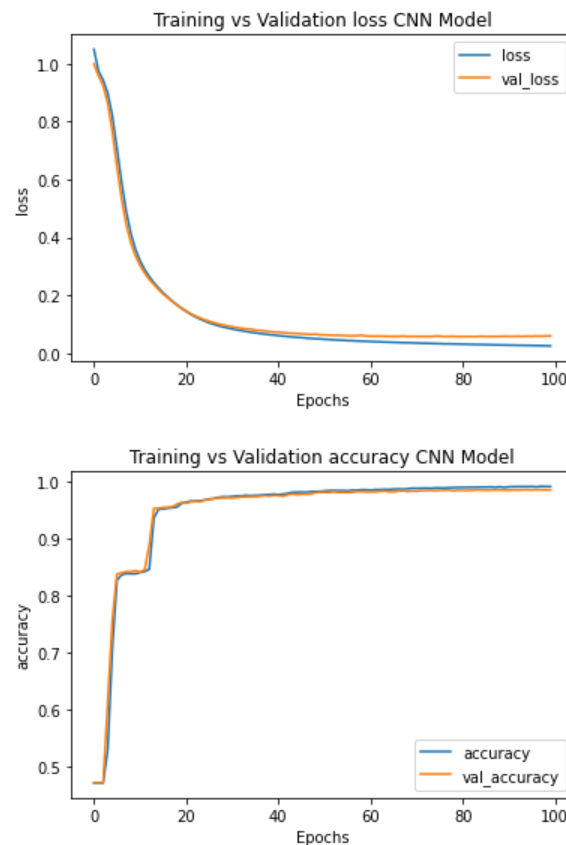 Training vs Validation loss CNN Model
loss
val_loss
1.0
0.8
0.6
0.4
0.2
0.0
loss
0 20 40 60 80 100
Epochs
Training vs Validation accuracy CNN Model
1.0
0.9
0.8
0.7
0.6
0.5
accuracy
accuracy
val_accuracy
0 20 40 60 80 100
Epochs